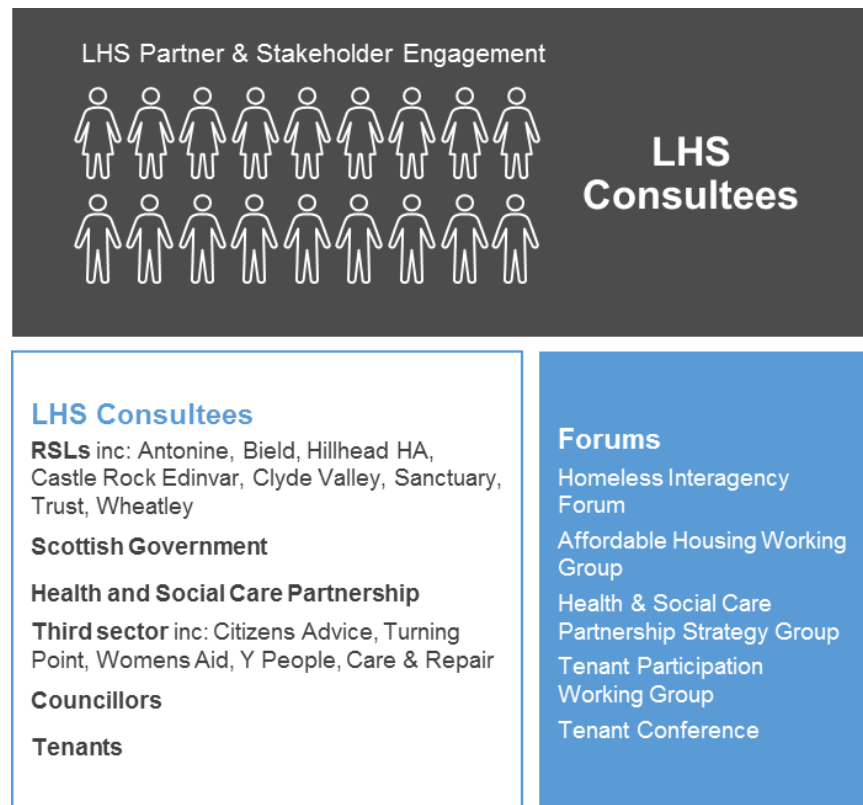 LHS Partner & Stakeholder Engagement
LHS
Consultees
LHS Consultees
RSLs inc: Antonine, Bield, Hillhead HA,
Castle Rock Edinvar, Clyde Valley, Sanctuary,
Trust, Wheatley
Scottish Government
Health and Social Care Partnership
Third sector inc: Citizens Advice, Turning
Point, Womens Aid, Y People, Care & Repair
Councillors
Tenants
Forums
Homeless Interagency
Forum
Affordable Housing Working
Group
Health & Social Care
Partnership Strategy Group
Tenant Participation
Working Group
Tenant Conference